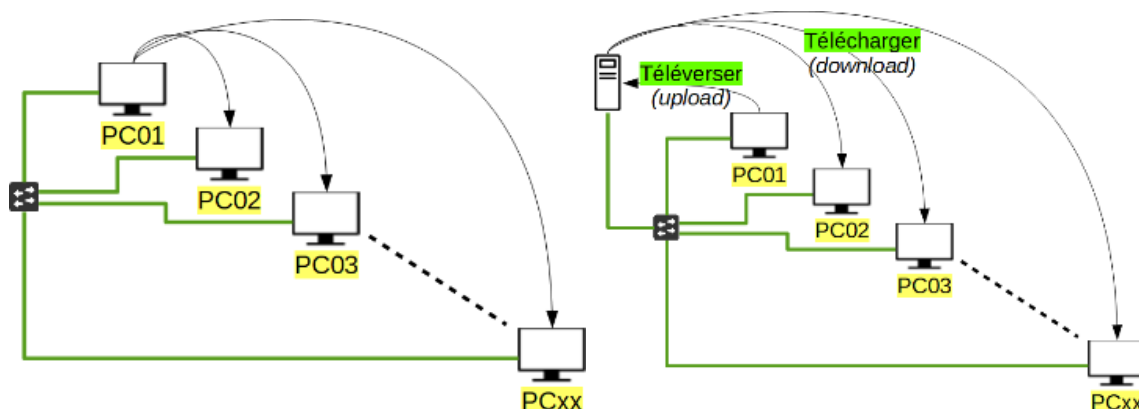 PC01
PC02
PC03
PCxx
Télécharger
(download)
Téléverser
(upload)
PC01
PC02
PC03
PCxx